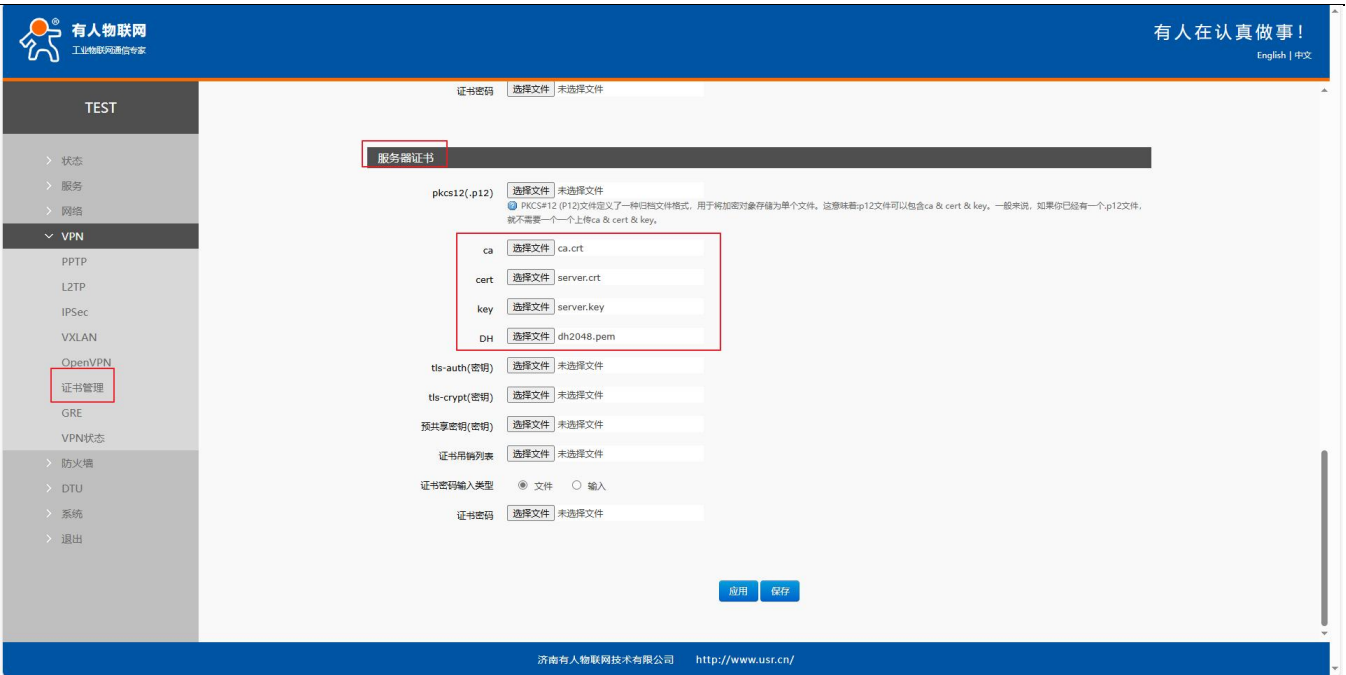 有人物联网
工业物联网通信专家
有人在认真做事！
English | 中文
TEST
状态
服务
网络
VPN
PPTP
L2TP
IPSec
VXLAN
OpenVPN
证书管理
GRE
VPN状态
防火墙
DTU
系统
退出
证书密码 选择文件 未选择文件
服务器证书
pkcs12(.p12) 选择文件 未选择文件
PKCS#12 (P12)文件定义了一种归档文件格式，用于将加密对象存储为单个文件。这意味着:p12文件可以包含ca & cert & key。一般来说，如果你已经有一个.p12文件，
就不需要一个一个上传ca & cert & key。
ca 选择文件 ca.crt
cert 选择文件 server.crt
key 选择文件 server.key
DH 选择文件 dh2048.pem
tls-auth(密钥) 选择文件 未选择文件
tls-crypt(密钥) 选择文件 未选择文件
预共享密钥(密钥) 选择文件 未选择文件
证书吊销列表 选择文件 未选择文件
证书密码输入类型 文件 输入
证书密码 选择文件 未选择文件
应用 保存
济南有人物联网技术有限公司 http://www.usr.cn/